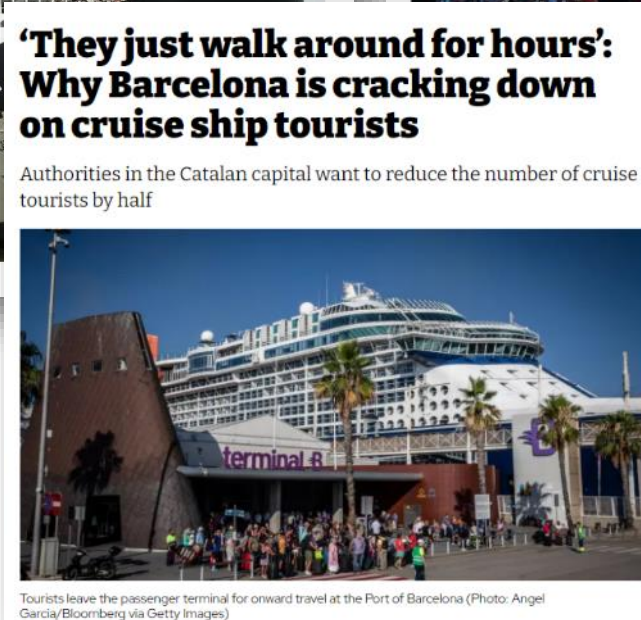 ‘They just walk around for hours’:
Why Barcelona is cracking down
on cruise ship tourists
Authorities in the Catalan capital want to reduce the number of cruise
tourists by half
terminal B
Tourists leave the passenger terminal for onward travel at the Port of Barcelona (Photo: Angel
Garcia/Bloomberg via Getty Images)